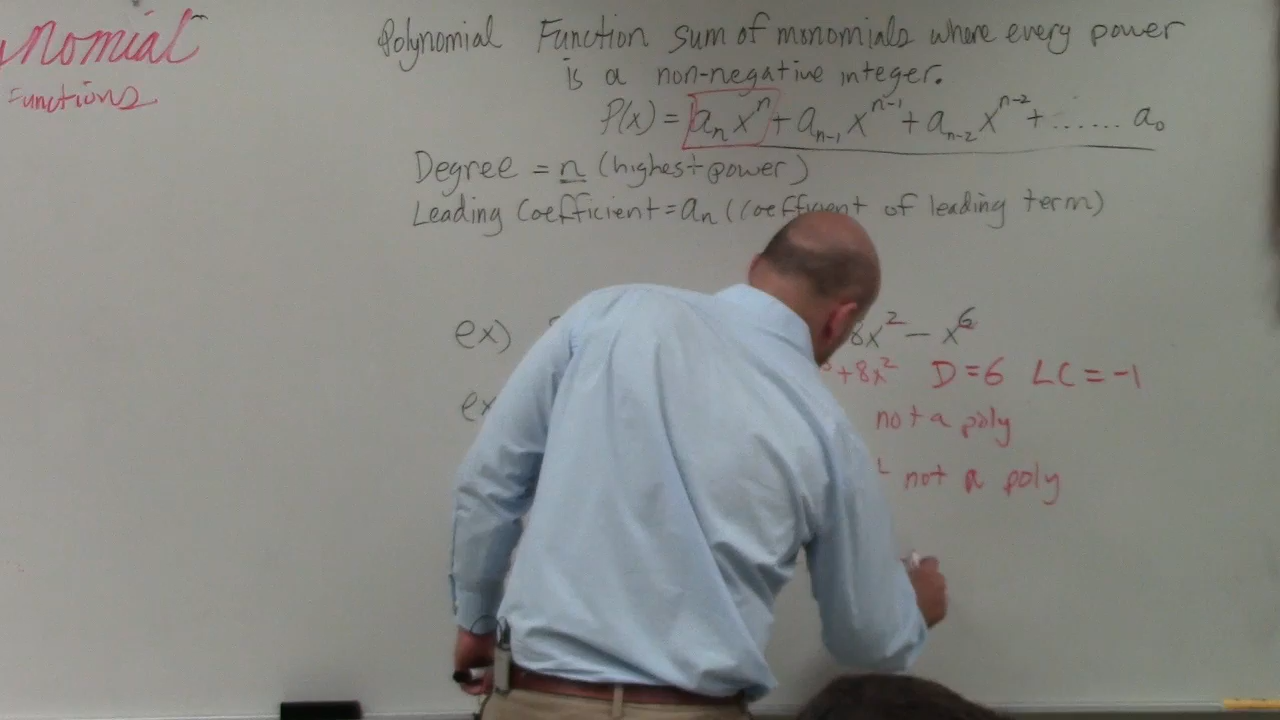 nomial
Functions
Polynomial Function sum of monomials where every power
is a non-negative integer.
P(x) = aₙxⁿ + aₙ₋₁xⁿ⁻¹ + aₙ₋₂xⁿ⁻² + ...... a₀
Degree = n (highest power)
Leading Coefficient = aₙ (coefficient of leading term)
ex) 8x² − x⁶
+8x² D=6 LC = -1
ex not a poly
not a poly